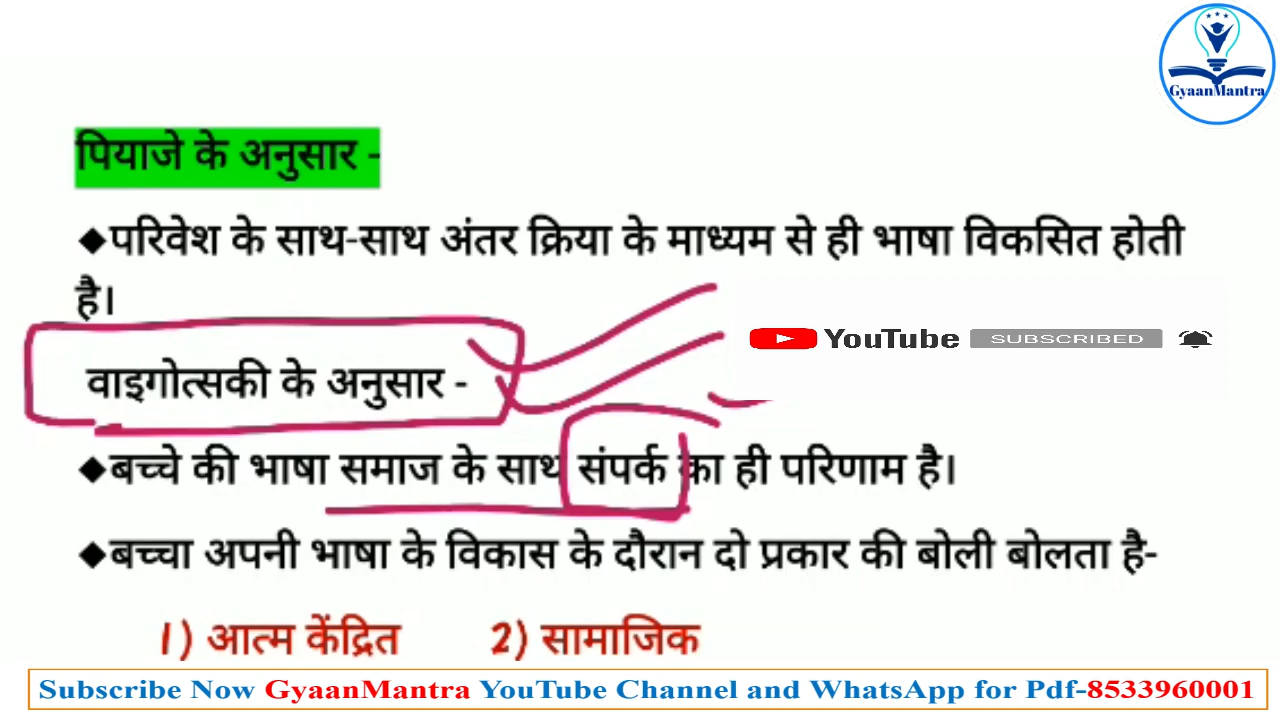 GyaanMantra
पियाजे के अनुसार -
◆परिवेश के साथ-साथ अंतर क्रिया के माध्यम से ही भाषा विकसित होती
है।
YouTube SUBSCRIBED
वाइगोत्सकी के अनुसार -
◆बच्चे की भाषा समाज के साथ संपर्क का ही परिणाम है।
◆बच्चा अपनी भाषा के विकास के दौरान दो प्रकार की बोली बोलता है-
1) आत्म केंद्रित 2) सामाजिक
Subscribe Now GyaanMantra YouTube Channel and WhatsApp for Pdf-8533960001